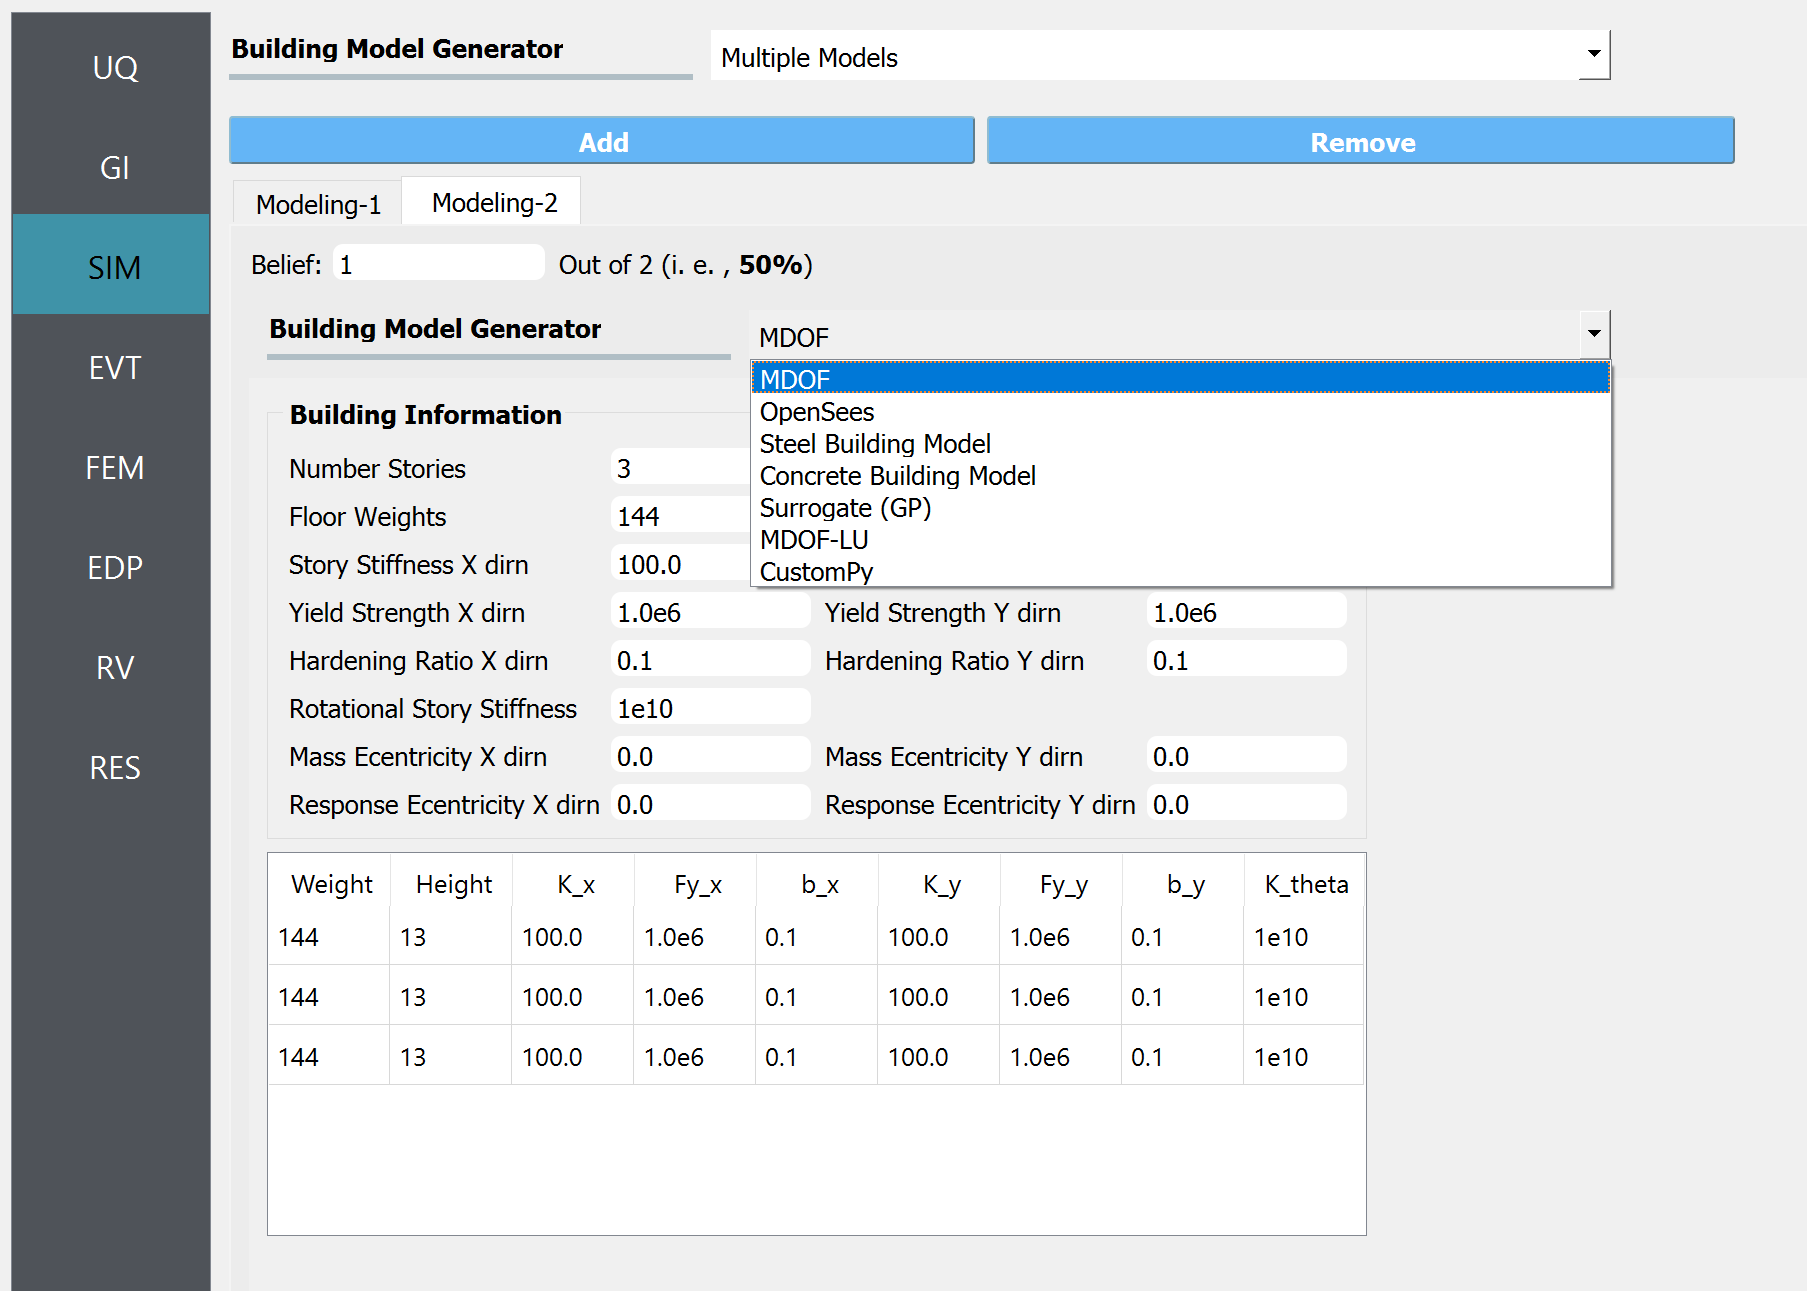 UQ
GI
SIM
EVT
FEM
EDP
RV
RES
Building Model Generator Multiple Models
Add Remove
Modeling-1 Modeling-2
Belief: 1 Out of 2 (i. e. , 50%)
Building Model Generator MDOF
MDOF
OpenSees
Steel Building Model
Concrete Building Model
Surrogate (GP)
MDOF-LU
CustomPy
Building Information
Number Stories 3
Floor Weights 144
Story Stiffness X dirn 100.0
Yield Strength X dirn 1.0e6 Yield Strength Y dirn 1.0e6
Hardening Ratio X dirn 0.1 Hardening Ratio Y dirn 0.1
Rotational Story Stiffness 1e10
Mass Ecentricity X dirn 0.0 Mass Ecentricity Y dirn 0.0
Response Ecentricity X dirn 0.0 Response Ecentricity Y dirn 0.0
Weight Height K_x Fy_x b_x K_y Fy_y b_y K_theta
144 13 100.0 1.0e6 0.1 100.0 1.0e6 0.1 1e10
144 13 100.0 1.0e6 0.1 100.0 1.0e6 0.1 1e10
144 13 100.0 1.0e6 0.1 100.0 1.0e6 0.1 1e10